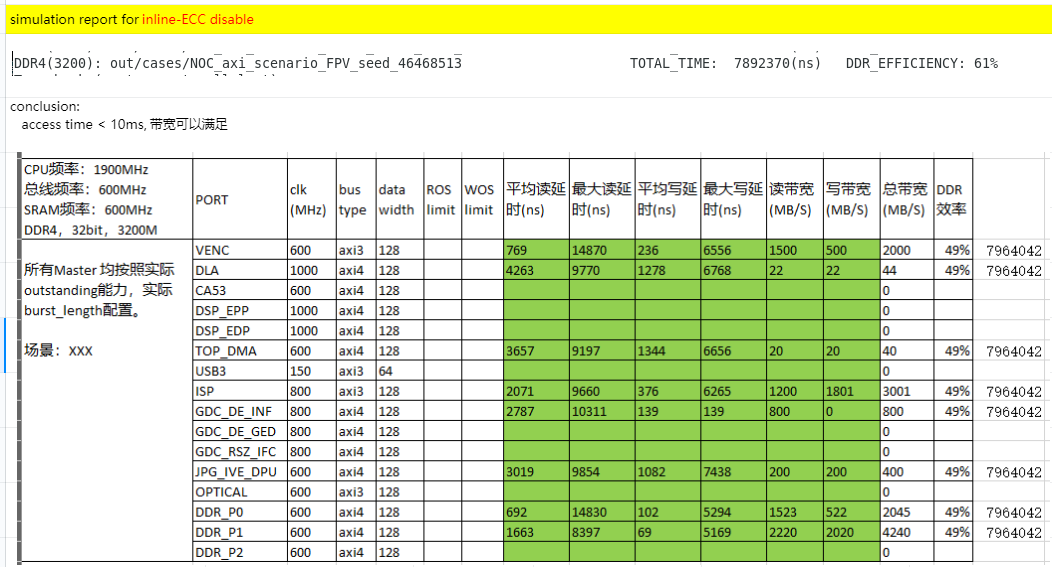 simulation report for inline-ECC disable
DDR4(3200): out/cases/NOC_axi_scenario_FPV_seed_46468513 TOTAL_TIME: 7892370(ns) DDR_EFFICIENCY: 61%
conclusion:
access time < 10ms, 带宽可以满足
CPU频率：1900MHz
总线频率：600MHz
SRAM频率：600MHz
DDR4，32bit，3200M
PORT clk (MHz) bus type data width ROS limit WOS limit 平均读延时(ns) 最大读延时(ns) 平均写延时(ns) 最大写延时(ns) 读带宽(MB/S) 写带宽(MB/S) 总带宽(MB/S) DDR效率
所有Master 均按照实际
outstanding能力，实际
burst_length配置。
场景：XXX
VENC 600 axi3 128 769 14870 236 6556 1500 500 2000 49% 7964042
DLA 1000 axi4 128 4263 9770 1278 6768 22 22 44 49% 7964042
CA53 600 axi4 128 0
DSP_EPP 1000 axi4 128 0
DSP_EDP 1000 axi4 128 0
TOP_DMA 600 axi4 128 3657 9197 1344 6656 20 20 40 49% 7964042
USB3 150 axi3 64 0
ISP 800 axi3 128 2071 9660 376 6265 1200 1801 3001 49% 7964042
GDC_DE_INF 800 axi4 128 2787 10311 139 139 800 0 800 49% 7964042
GDC_DE_GED 800 axi4 128 0
GDC_RSZ_IFC 800 axi4 128 0
JPG_IVE_DPU 600 axi4 128 3019 9854 1082 7438 200 200 400 49% 7964042
OPTICAL 600 axi3 128 0
DDR_P0 600 axi4 128 692 14830 102 5294 1523 522 2045 49% 7964042
DDR_P1 600 axi4 128 1663 8397 69 5169 2220 2020 4240 49% 7964042
DDR_P2 600 axi4 128 0